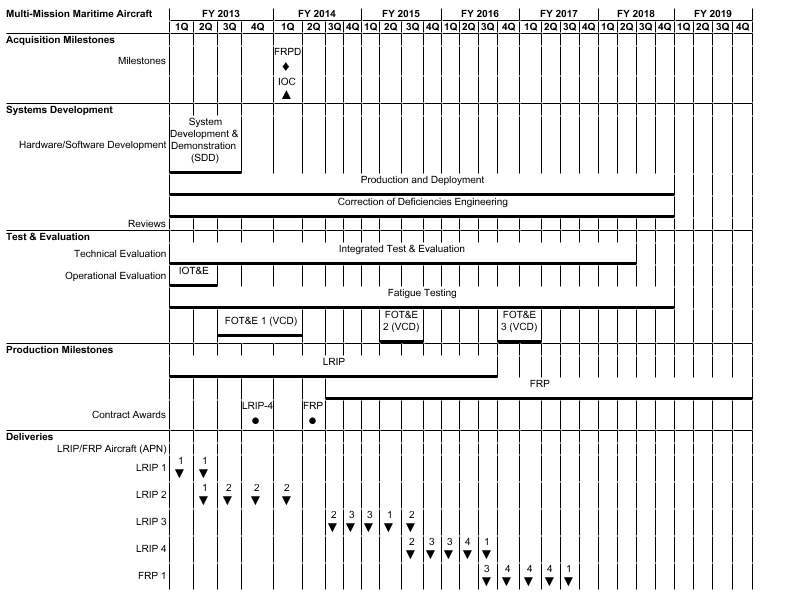 Multi-Mission Maritime Aircraft FY 2013 FY 2014 FY 2015 FY 2016 FY 2017 FY 2018 FY 2019
1Q 2Q 3Q 4Q 1Q 2Q 3Q 4Q 1Q 2Q 3Q 4Q 1Q 2Q 3Q 4Q 1Q 2Q 3Q 4Q 1Q 2Q 3Q 4Q 1Q 2Q 3Q 4Q
Acquisition Milestones
FRPD
Milestones
IOC
Systems Development
System
Development &
Demonstration
(SDD)
Hardware/Software Development
Production and Deployment
Correction of Deficiencies Engineering
Reviews
Test & Evaluation
Integrated Test & Evaluation
Technical Evaluation
IOT&E
Operational Evaluation
Fatigue Testing
FOT&E 1 (VCD)
FOT&E
2 (VCD)
FOT&E
3 (VCD)
Production Milestones
LRIP
FRP
LRIP-4 FRP
Contract Awards
Deliveries
LRIP/FRP Aircraft (APN)
1 1
LRIP 1
1 2 2 2
LRIP 2
2 3 3 1 2
LRIP 3
2 3 3 4 1
LRIP 4
3 4 4 4 1
FRP 1